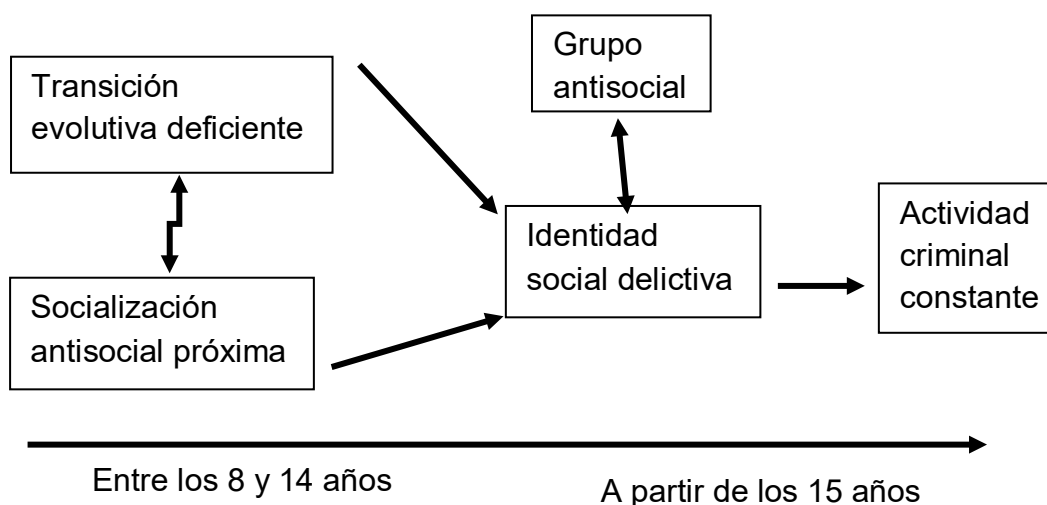 Transición
evolutiva deficiente
Socialización
antisocial próxima
Grupo
antisocial
Identidad
social delictiva
Actividad
criminal
constante
Entre los 8 y 14 años
A partir de los 15 años